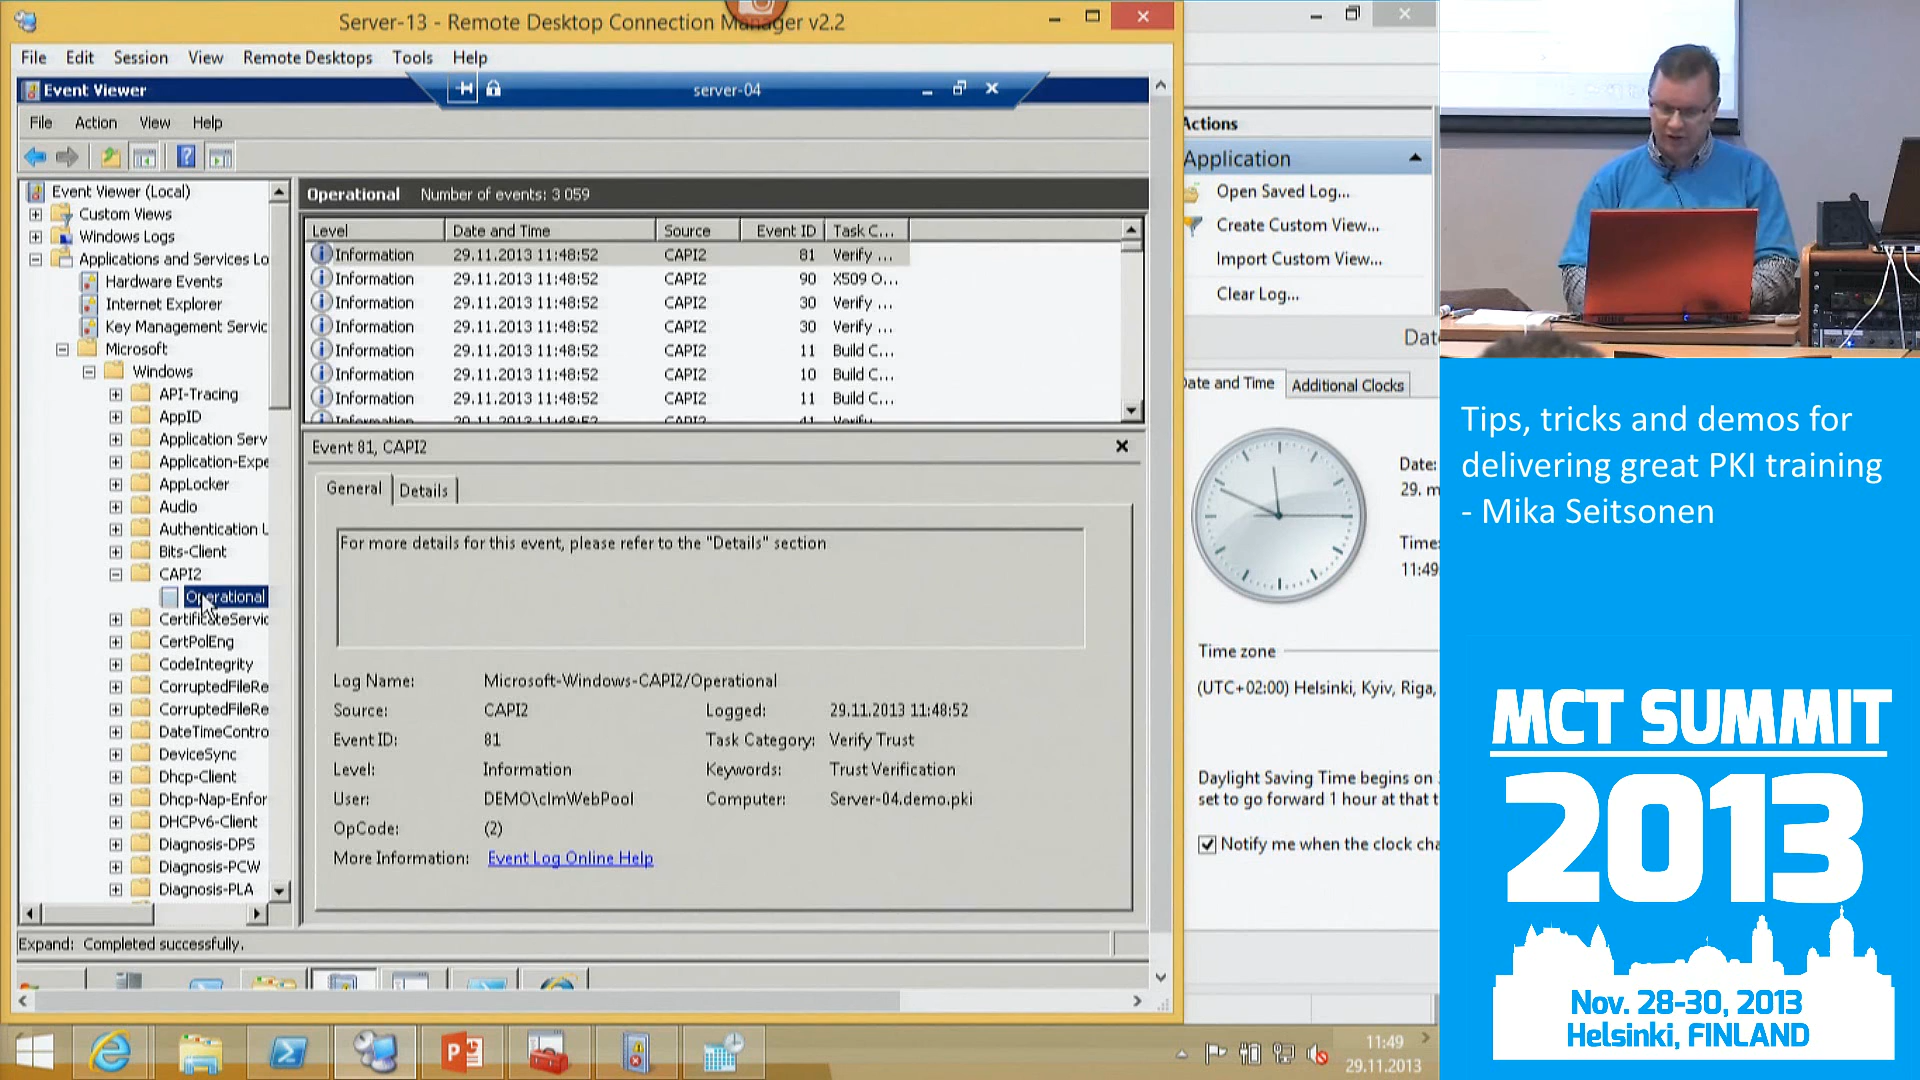 Server-13 - Remote Desktop Connection Manager v2.2
File Edit Session View Remote Desktops Tools Help
Event Viewer
server-04
File Action View Help
Event Viewer (Local)
Custom Views
Windows Logs
Applications and Services Lo
Hardware Events
Internet Explorer
Key Management Servic
Microsoft
Windows
API-Tracing
AppID
Application Serv
Application-Expe
AppLocker
Audio
Authentication U
Bits-Client
CAPI2
Operational
CertificateServic
CertPolEng
CodeIntegrity
CorruptedFileRe
CorruptedFileRe
DateTimeContro
DeviceSync
Dhcp-Client
Dhcp-Nap-Enfor
DHCPv6-Client
Diagnosis-DPS
Diagnosis-PCW
Diagnosis-PLA
Operational Number of events: 3 059
Level Date and Time Source Event ID Task C...
Information 29.11.2013 11:48:52 CAPI2 81 Verify ...
Information 29.11.2013 11:48:52 CAPI2 90 X509 O...
Information 29.11.2013 11:48:52 CAPI2 30 Verify ...
Information 29.11.2013 11:48:52 CAPI2 30 Verify ...
Information 29.11.2013 11:48:52 CAPI2 11 Build C...
Information 29.11.2013 11:48:52 CAPI2 10 Build C...
Information 29.11.2013 11:48:52 CAPI2 11 Build C...
Information 29.11.2013 11:48:52 CAPI2 41 Verify
Event 81, CAPI2
General Details
For more details for this event, please refer to the "Details" section
Log Name: Microsoft-Windows-CAPI2/Operational
Source: CAPI2 Logged: 29.11.2013 11:48:52
Event ID: 81 Task Category: Verify Trust
Level: Information Keywords: Trust Verification
User: DEMO\clmWebPool Computer: Server-04.demo.pki
OpCode: (2)
More Information: Event Log Online Help
Expand: Completed successfully.
Actions
Application
Open Saved Log...
Create Custom View...
Import Custom View...
Clear Log...
Date
Date and Time Additional Clocks
Date:
29. m
Time:
11:49
Time zone
(UTC+02:00) Helsinki, Kyiv, Riga,
Daylight Saving Time begins on
set to go forward 1 hour at that t
Notify me when the clock cha
11:49
29.11.2013
Tips, tricks and demos for
delivering great PKI training
- Mika Seitsonen
MCT SUMMIT
2013
Nov. 28-30, 2013
Helsinki, FINLAND